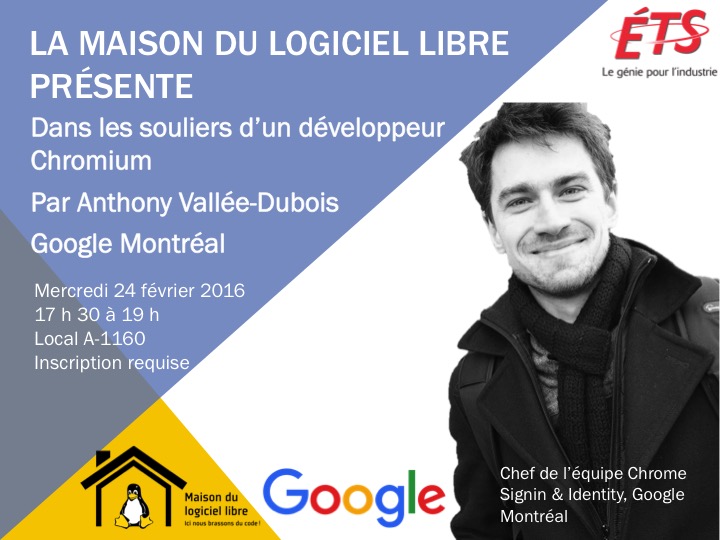 LA MAISON DU LOGICIEL LIBRE
PRÉSENTE
Dans les souliers d'un développeur
Chromium
Par Anthony Vallée-Dubois
Google Montréal
Mercredi 24 février 2016
17 h 30 à 19 h
Local A-1160
Inscription requise
ÉTS
Le génie pour l'industrie
Maison du
logiciel libre
Ici nous brassons du code!
Google
Chef de l'équipe Chrome
Signin & Identity, Google
Montréal